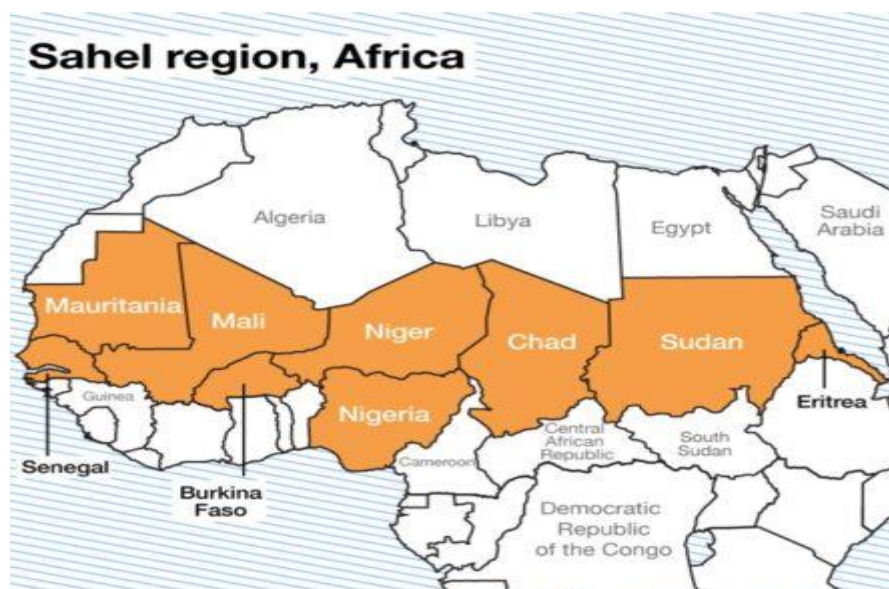 Sahel region, Africa
Algeria
Libya
Egypt
Saudi
Arabia
Mauritania
Mali
Niger
Chad
Sudan
Eritrea
Guinea
Nigeria
Senegal
Burkina
Faso
Cameroon
Central
African
Republic
South
Sudan
Democratic
Republic
of the Congo